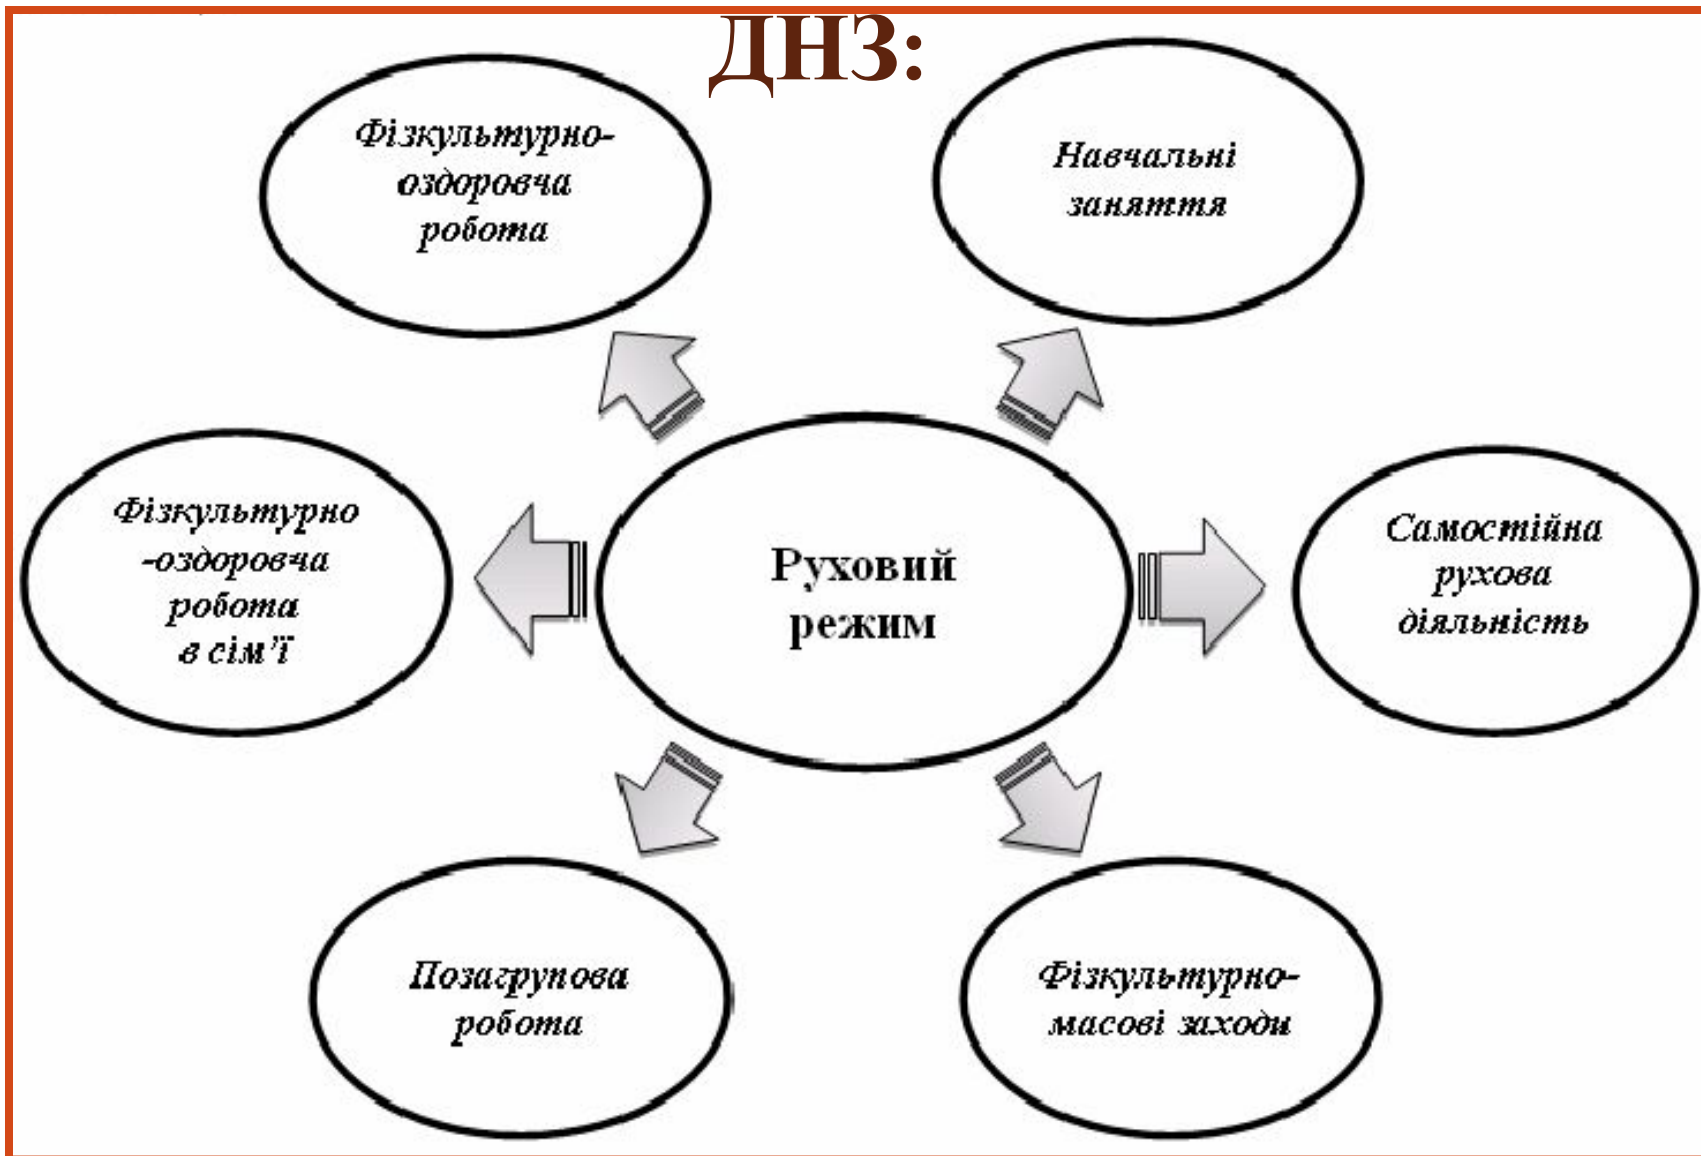 ДНЗ:
Фізкультурно-
оздоровча
робота
Навчальні
заняття
Фізкультурно
-оздоровча
робота
в сім’ї
Руховий
режим
Самостійна
рухова
діяльність
Позагрупова
робота
Фізкультурно-
масові заходи